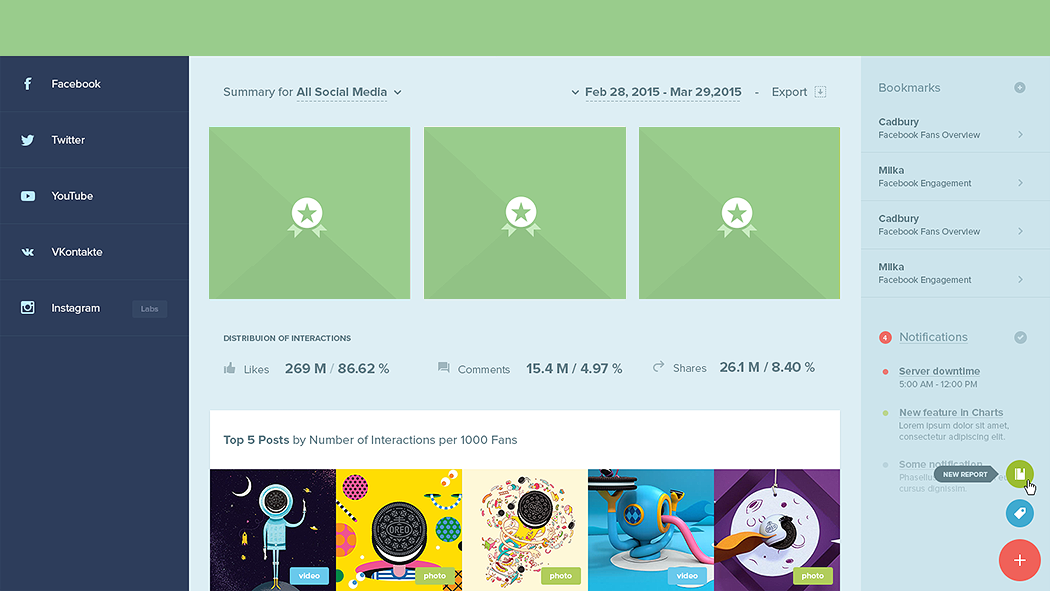 Facebook
Twitter
YouTube
VKontakte
Instagram Labs
Summary for All Social Media
Feb 28, 2015 - Mar 29,2015 - Export
DISTRIBUION OF INTERACTIONS
Likes 269 M / 86.62 %
Comments 15.4 M / 4.97 %
Shares 26.1 M / 8.40 %
Top 5 Posts by Number of Interactions per 1000 Fans
OREO
video
photo
photo
video
photo
Bookmarks
Cadbury
Facebook Fans Overview
Milka
Facebook Engagement
Cadbury
Facebook Fans Overview
Milka
Facebook Engagement
4 Notifications
Server downtime
5:00 AM - 12:00 PM
New feature in Charts
Lorem ipsum dolor sit amet,
consectetur adipiscing elit.
Some notification
NEW REPORT
cursus dignissim.